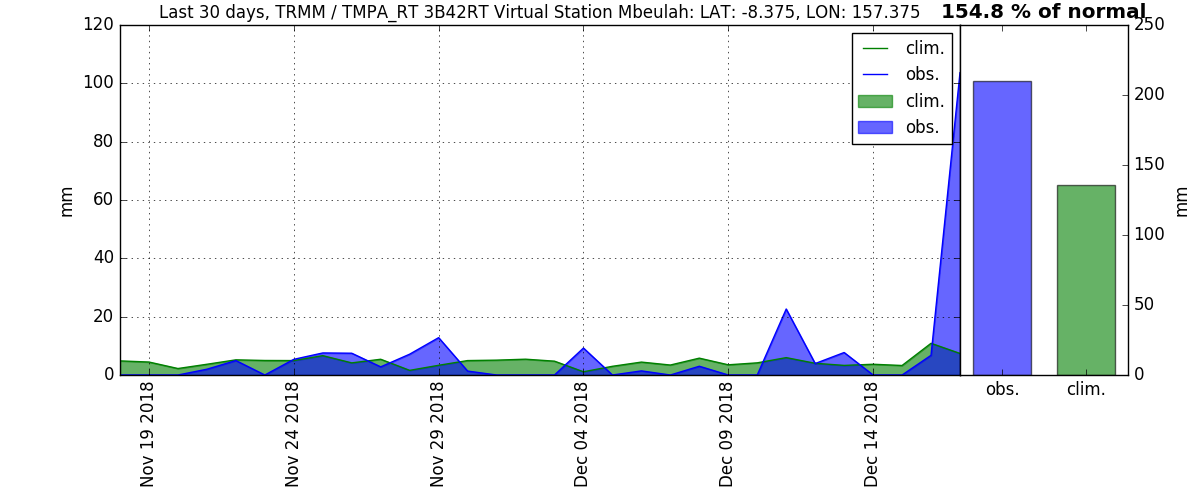 Last 30 days, TRMM / TMPA_RT 3B42RT Virtual Station Mbeulah: LAT: -8.375, LON: 157.375 154.8 % of normal
clim.
obs.
clim.
obs.
120
100
80
60
40
20
0
mm
250
200
150
100
50
0
mm
Nov 19 2018
Nov 24 2018
Nov 29 2018
Dec 04 2018
Dec 09 2018
Dec 14 2018
obs. clim.